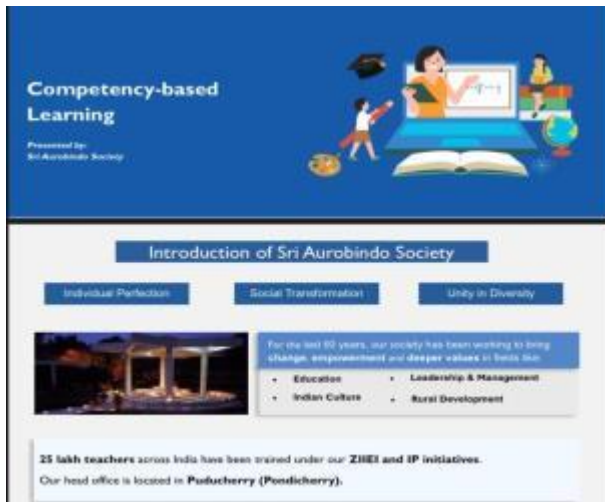 Competency-based
Learning
Presented by:
Sri Aurobindo Society
Introduction of Sri Aurobindo Society
Individual Perfection
Social Transformation
Unity in Diversity
For the last 60 years, our society has been working to bring
change, empowerment and deeper values in fields like:
• Education
• Leadership & Management
• Indian Culture
• Rural Development
25 lakh teachers across India have been trained under our ZIIEI and IP initiatives.
Our head office is located in Puducherry (Pondicherry).